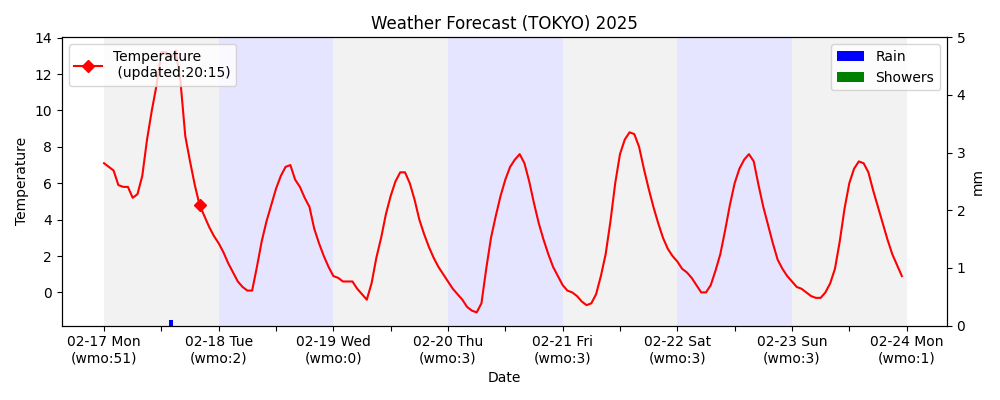 Weather Forecast (TOKYO) 2025
14
12
10
8
6
4
2
0
Temperature
Temperature
(updated:20:15)
Rain
Showers
5
4
3
2
1
0
mm
02-17 Mon
(wmo:51)
02-18 Tue
(wmo:2)
02-19 Wed
(wmo:0)
02-20 Thu
(wmo:3)
02-21 Fri
(wmo:3)
02-22 Sat
(wmo:3)
02-23 Sun
(wmo:3)
02-24 Mon
(wmo:1)
Date